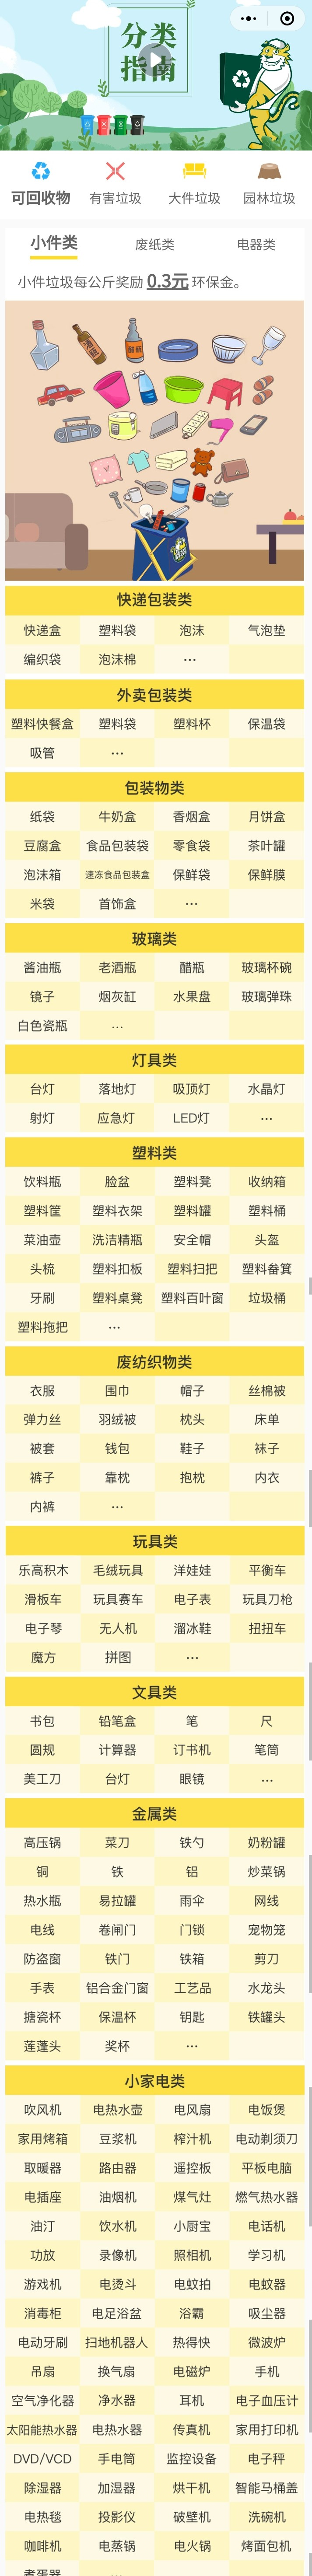 分类
指南
可回收物 有害垃圾 大件垃圾 园林垃圾
小件类 废纸类 电器类
小件垃圾每公斤奖励 0.3元 环保金。
快递包装类
快递盒 塑料袋 泡沫 气泡垫
编织袋 泡沫棉 ...
外卖包装类
塑料快餐盒 塑料袋 塑料杯 保温袋
吸管 ...
包装物类
纸袋 牛奶盒 香烟盒 月饼盒
豆腐盒 食品包装袋 零食袋 茶叶罐
泡沫箱 速冻食品包装盒 保鲜袋 保鲜膜
米袋 首饰盒 ...
玻璃类
酱油瓶 老酒瓶 醋瓶 玻璃杯碗
镜子 烟灰缸 水果盘 玻璃弹珠
白色瓷瓶 ...
灯具类
台灯 落地灯 吸顶灯 水晶灯
射灯 应急灯 LED灯 ...
塑料类
饮料瓶 脸盆 塑料凳 收纳箱
塑料筐 塑料衣架 塑料罐 塑料桶
菜油壶 洗洁精瓶 安全帽 头盔
头梳 塑料扣板 塑料扫把 塑料畚箕
牙刷 塑料桌凳 塑料百叶窗 垃圾桶
塑料拖把 ...
废纺织物类
衣服 围巾 帽子 丝棉被
弹力丝 羽绒被 枕头 床单
被套 钱包 鞋子 袜子
裤子 靠枕 抱枕 内衣
内裤 ...
玩具类
乐高积木 毛绒玩具 洋娃娃 平衡车
滑板车 玩具赛车 电子表 玩具刀枪
电子琴 无人机 溜冰鞋 扭扭车
魔方 拼图 ...
文具类
书包 铅笔盒 笔 尺
圆规 计算器 订书机 笔筒
美工刀 台灯 眼镜 ...
金属类
高压锅 菜刀 铁勺 奶粉罐
铜 铁 铝 炒菜锅
热水瓶 易拉罐 雨伞 网线
电线 卷闸门 门锁 宠物笼
防盗窗 铁门 铁箱 剪刀
手表 铝合金门窗 工艺品 水龙头
搪瓷杯 保温杯 钥匙 铁罐头
莲蓬头 奖杯 ...
小家电类
吹风机 电热水壶 电风扇 电饭煲
家用烤箱 豆浆机 榨汁机 电动剃须刀
取暖器 路由器 遥控板 平板电脑
电插座 油烟机 煤气灶 燃气热水器
油汀 饮水机 小厨宝 电话机
功放 录像机 照相机 学习机
游戏机 电烫斗 电蚊拍 电蚊器
消毒柜 电足浴盆 浴霸 吸尘器
电动牙刷 扫地机器人 热得快 微波炉
吊扇 换气扇 电磁炉 手机
空气净化器 净水器 耳机 电子血压计
太阳能热水器 电热水器 传真机 家用打印机
DVD/VCD 手电筒 监控设备 电子秤
除湿器 加湿器 烘干机 智能马桶盖
电热毯 投影仪 破壁机 洗碗机
咖啡机 电蒸锅 电火锅 烤面包机
煮蛋器 ...